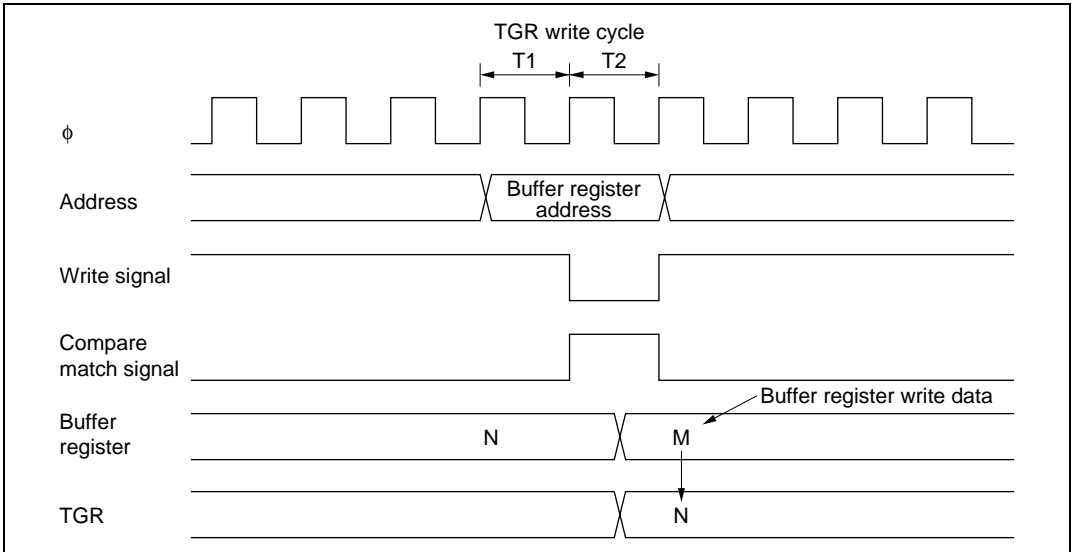 TGR write cycle
T1 T2
φ
Address
Buffer register
address
Write signal
Compare
match signal
Buffer register write data
Buffer
register
N M
TGR
N